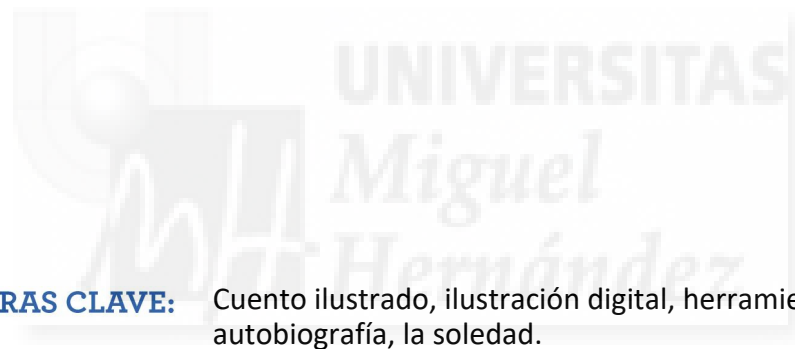 UNIVERSITAS
Miguel
Hernández
RAS CLAVE: Cuento ilustrado, ilustración digital, herramie
autobiografía, la soledad.